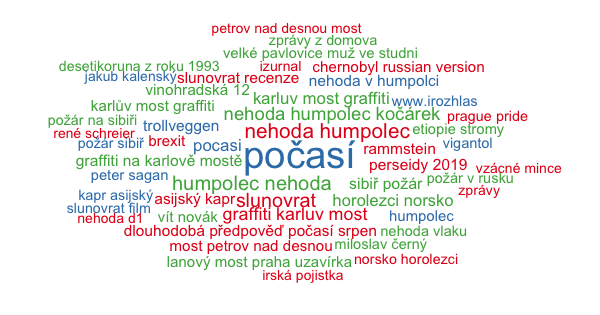 petrov nad desnou most
zprávy z domova
velké pavlovice muž ve studni
desetikoruna z roku 1993
izurnal
chernobyl russian version
jakub kalenský
slunovrat recenze
nehoda v humpolci
vinohradská 12
karluv most graffiti
www.irozhlas
karlův most graffiti
nehoda humpolec kočárek
prague pride
požár na sibiři
trollveggen
nehoda humpolec
etiopie stromy
rené schreier
požár sibiř
brexit
pocasi
počasí
rammstein
vigantol
graffiti na karlově mostě
perseidy 2019
vzácné mince
peter sagan
humpolec nehoda
sibiř požár
požár v rusku
zprávy
kapr asijský
asijský kapr
slunovrat
horolezci norsko
slunovrat film
nehoda d1
vít novák
graffiti karluv most
humpolec
dlouhodobá předpověď počasí srpen
nehoda vlaku
most petrov nad desnou
miloslav černý
lanový most praha uzavírka
norsko horolezci
irská pojistka